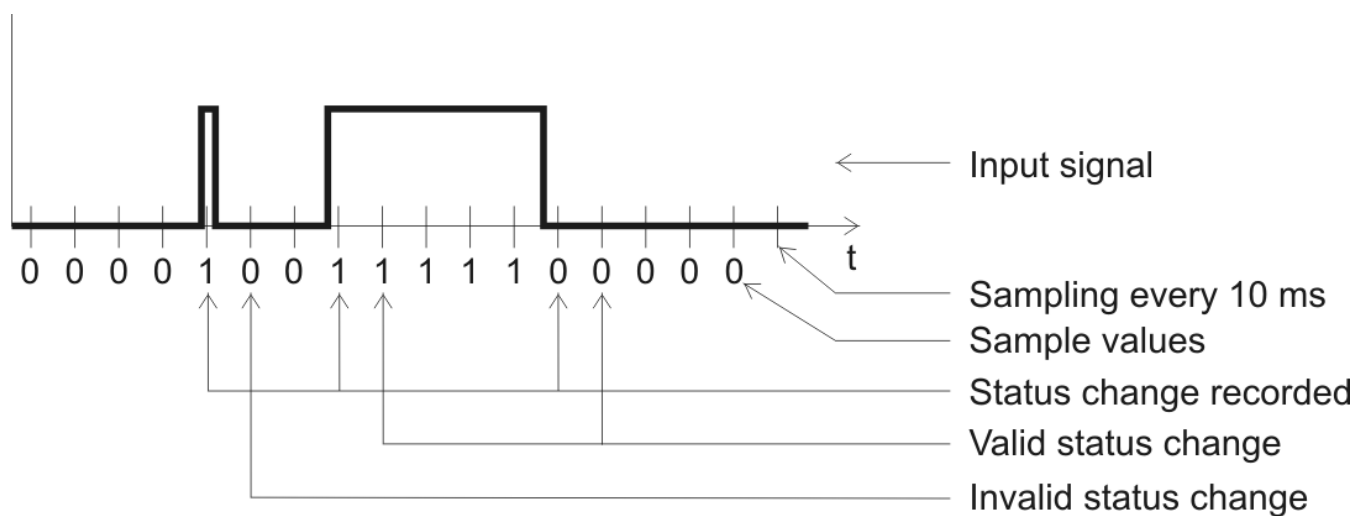 Input signal
t
0 0 0 0 1 0 0 1 1 1 1 1 0 0 0 0 0
Sampling every 10 ms
Sample values
Status change recorded
Valid status change
Invalid status change